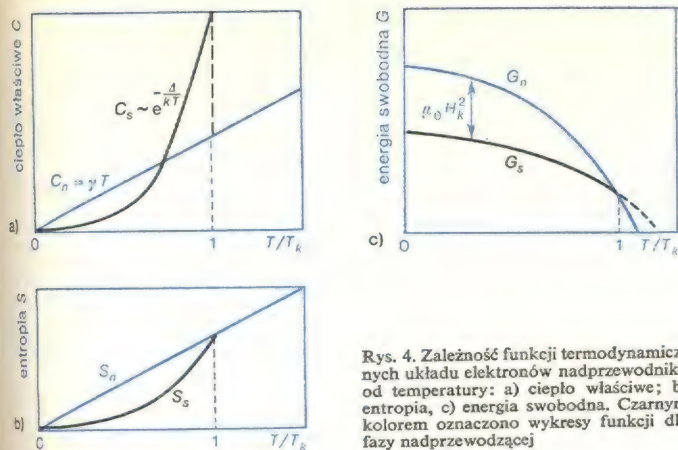 ciepło właściwe C
C_s ~ e^{-Δ/kT}
C_n = γT
a)
0
1
T/T_k
energia swobodna G
G_n
μ_0 H_k^2
G_s
c)
0
1
T/T_k
entropia S
S_n
S_s
b)
0
1
T/T_k
Rys. 4. Zależność funkcji termodynamicz
nych układu elektronów nadprzewodnik
od temperatury: a) ciepło właściwe; b
entropia, c) energia swobodna. Czarnym
kolorem oznaczono wykresy funkcji dl
fazy nadprzewodzącej